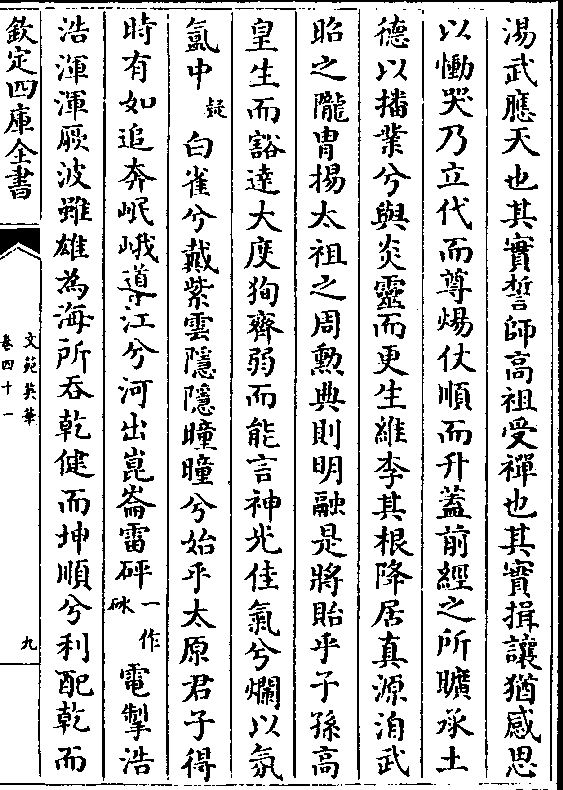 湯武應天也其實誓師高祖受禪也其實揖讓猶感思
以慟哭乃立代而尊煬仗順而升蓋前經之所曠承土
德以播業兮與炎靈而更生維李其根降居真源洎武
昭之隴胄揚太祖之周勲典則明融是將貽乎子孫高
皇生而豁達大度狥齊弱而能言神光佳氣兮爛以氛
氳中疑白雀兮戴紫雲隱隱曈曈兮始乎太原君子得
時有如追奔岷峨導江兮河出崑崙雷砰一作砯電掣浩
浩渾渾厥波雖雄為海所吞乾健而坤順兮利配乾而
欽定四庫全書
文苑英華
卷四十一
九